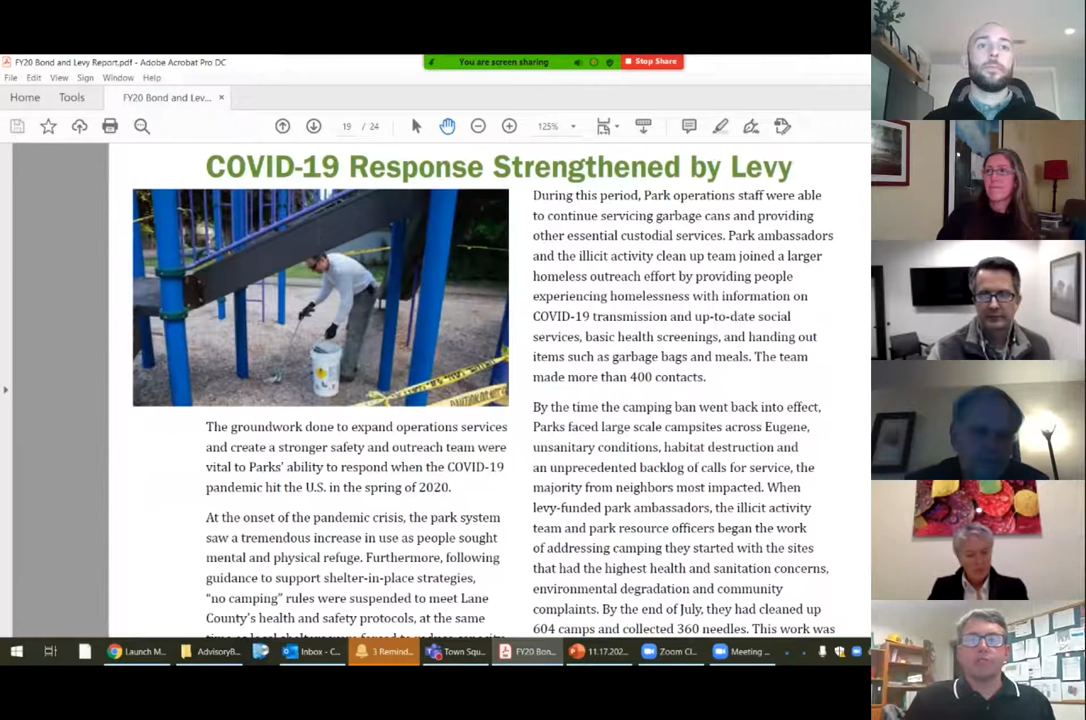 FY20 Bond and Levy Report.pdf - Adobe Acrobat Pro DC
You are screen sharing
Stop Share
File Edit View Sign Window Help
Home Tools FY20 Bond and Lev... ×
19 / 24
125%
COVID-19 Response Strengthened by Levy
The groundwork done to expand operations services
and create a stronger safety and outreach team were
vital to Parks’ ability to respond when the COVID-19
pandemic hit the U.S. in the spring of 2020.
At the onset of the pandemic crisis, the park system
saw a tremendous increase in use as people sought
mental and physical refuge. Furthermore, following
guidance to support shelter-in-place strategies,
“no camping” rules were suspended to meet Lane
County’s health and safety protocols, at the same
During this period, Park operations staff were able
to continue servicing garbage cans and providing
other essential custodial services. Park ambassadors
and the illicit activity clean up team joined a larger
homeless outreach effort by providing people
experiencing homelessness with information on
COVID-19 transmission and up-to-date social
services, basic health screenings, and handing out
items such as garbage bags and meals. The team
made more than 400 contacts.
By the time the camping ban went back into effect,
Parks faced large scale campsites across Eugene,
unsanitary conditions, habitat destruction and
an unprecedented backlog of calls for service, the
majority from neighbors most impacted. When
levy-funded park ambassadors, the illicit activity
team and park resource officers began the work
of addressing camping they started with the sites
that had the highest health and sanitation concerns,
environmental degradation and community
complaints. By the end of July, they had cleaned up
604 camps and collected 360 needles. This work was
Launch M... AdvisoryB... Inbox - C... 3 Remind... Town Squ... FY20 Bon... 11.17.202... Zoom Cl... Meeting ...